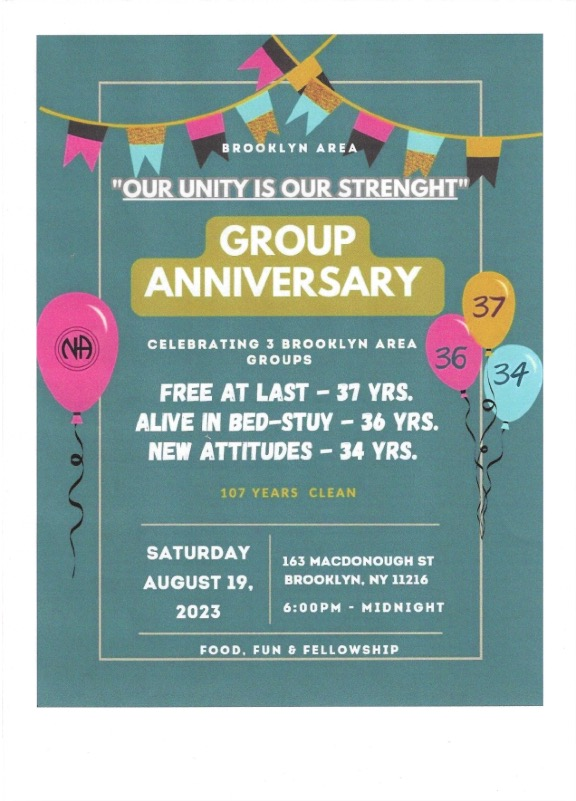 BROOKLYN AREA
"OUR UNITY IS OUR STRENGHT"
GROUP
ANNIVERSARY
CELEBRATING 3 BROOKLYN AREA
GROUPS
FREE AT LAST – 37 YRS.
ALIVE IN BED-STUY – 36 YRS.
NEW ATTITUDES – 34 YRS.
107 YEARS CLEAN
NA
37
36
34
SATURDAY
AUGUST 19,
2023
163 MACDONOUGH ST
BROOKLYN, NY 11216
6:00PM - MIDNIGHT
FOOD, FUN & FELLOWSHIP